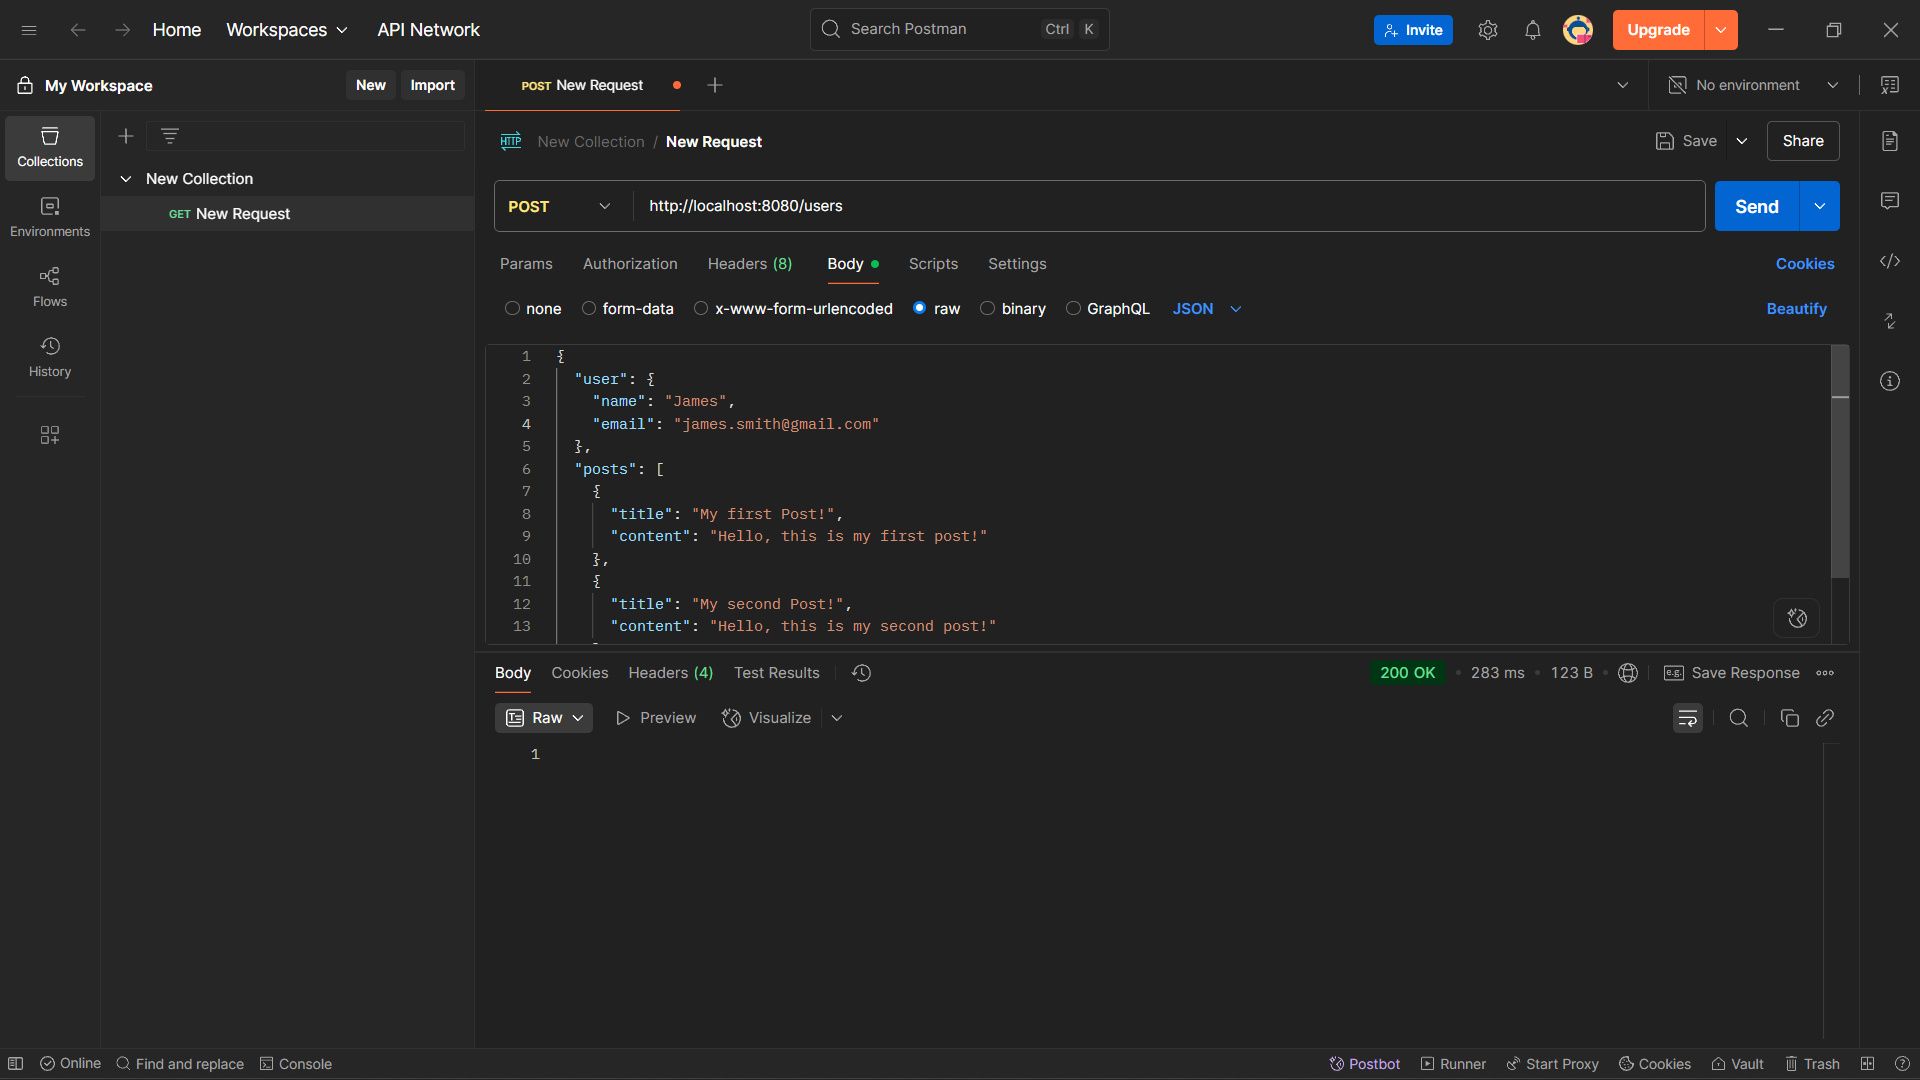 Home Workspaces API Network Search Postman Ctrl K Invite Upgrade
My Workspace New Import POST New Request No environment
Collections
Environments
Flows
History
New Collection
GET New Request
HTTP New Collection / New Request Save Share
POST http://localhost:8080/users Send
Params Authorization Headers (8) Body Scripts Settings Cookies
none form-data x-www-form-urlencoded raw binary GraphQL JSON Beautify
1 {
2 "user": {
3 "name": "James",
4 "email": "james.smith@gmail.com"
5 },
6 "posts": [
7 {
8 "title": "My first Post!",
9 "content": "Hello, this is my first post!"
10 },
11 {
12 "title": "My second Post!",
13 "content": "Hello, this is my second post!"
Body Cookies Headers (4) Test Results 200 OK • 283 ms • 123 B • e.g. Save Response
Raw Preview Visualize
1
Online Find and replace Console Postbot Runner Start Proxy Cookies Vault Trash